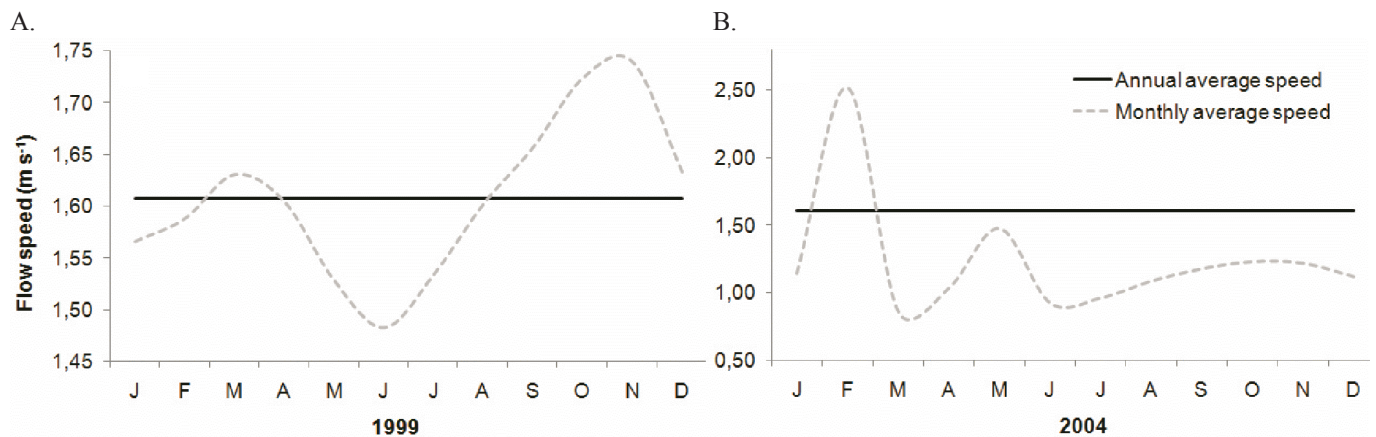 A.
Flow speed (m s-1)
1,75
1,70
1,65
1,60
1,55
1,50
1,45
J F M A M J J A S O N D
1999
B.
2,50
2,00
1,50
1,00
0,50
Annual average speed
Monthly average speed
J F M A M J J A S O N D
2004